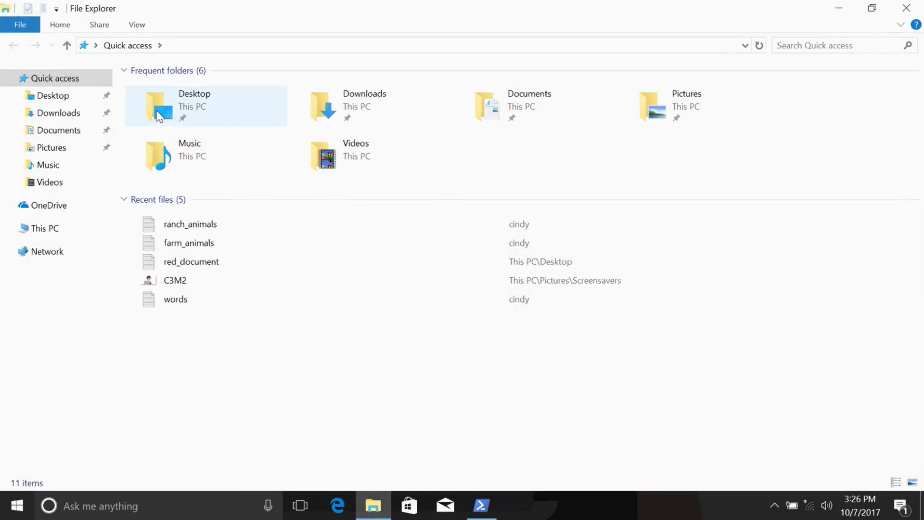 File Explorer
File
Home
Share
View
Quick access
Search Quick access
Quick access
Desktop
Downloads
Documents
Pictures
Music
Videos
OneDrive
This PC
Network
Frequent folders (6)
Desktop
This PC
Downloads
This PC
Documents
This PC
Pictures
This PC
Music
This PC
Videos
This PC
Recent files (5)
ranch_animals cindy
farm_animals cindy
red_document This PC\Desktop
C3M2 This PC\Pictures\Screensavers
words cindy
11 items
Ask me anything
3:26 PM
10/7/2017
1